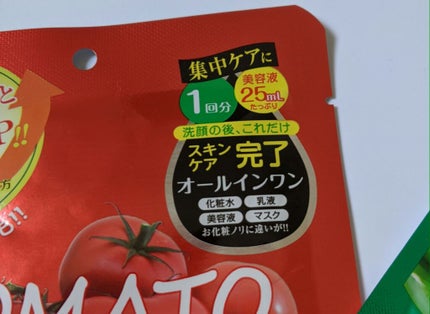 集中ケアに
1回分
美容液
25mL
たっぷり
洗顔の後、これだけ
スキンケア 完了
オールインワン
化粧水 乳液
美容液 マスク
お化粧ノリに違いが!!
TOMATO